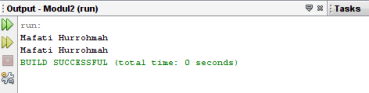 Output - Modul2 (run)
Tasks
run:
Mafati Hurrohmah
Mafati Hurrohmah
BUILD SUCCESSFUL (total time: 0 seconds)